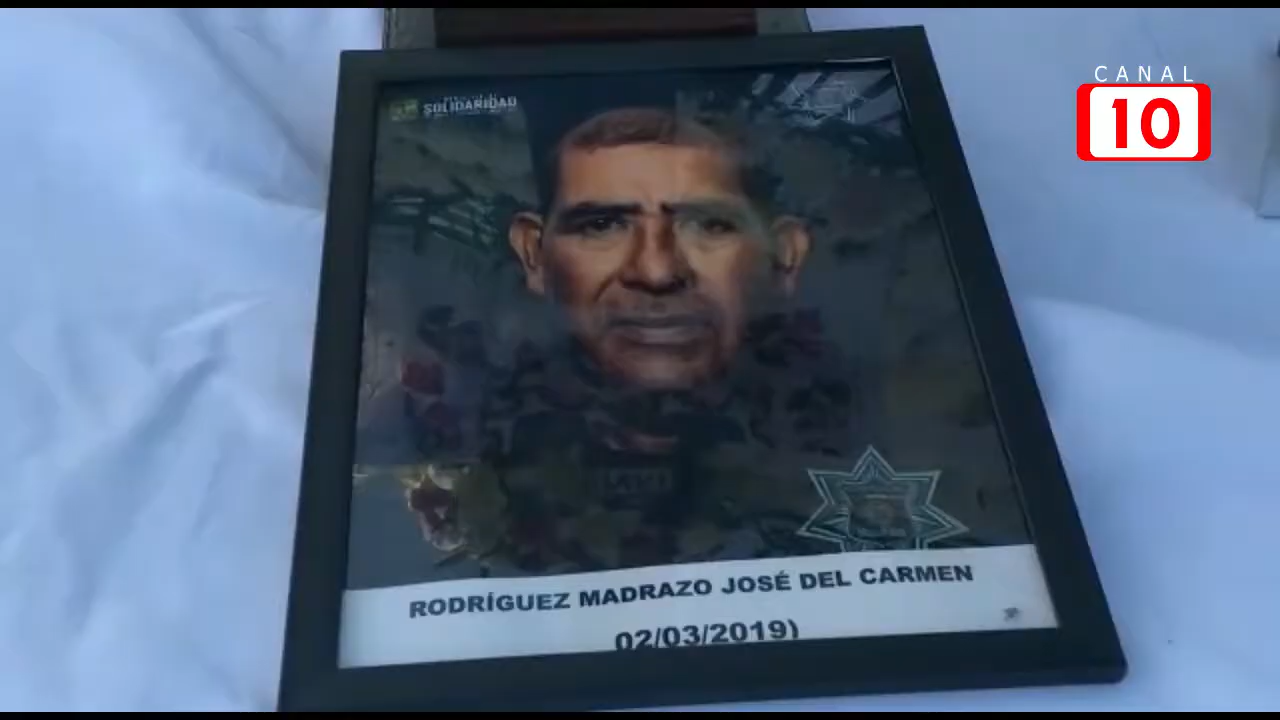 CANAL
10
SOLIDARIDAD
RODRÍGUEZ MADRAZO JOSÉ DEL CARMEN
02/03/2019)